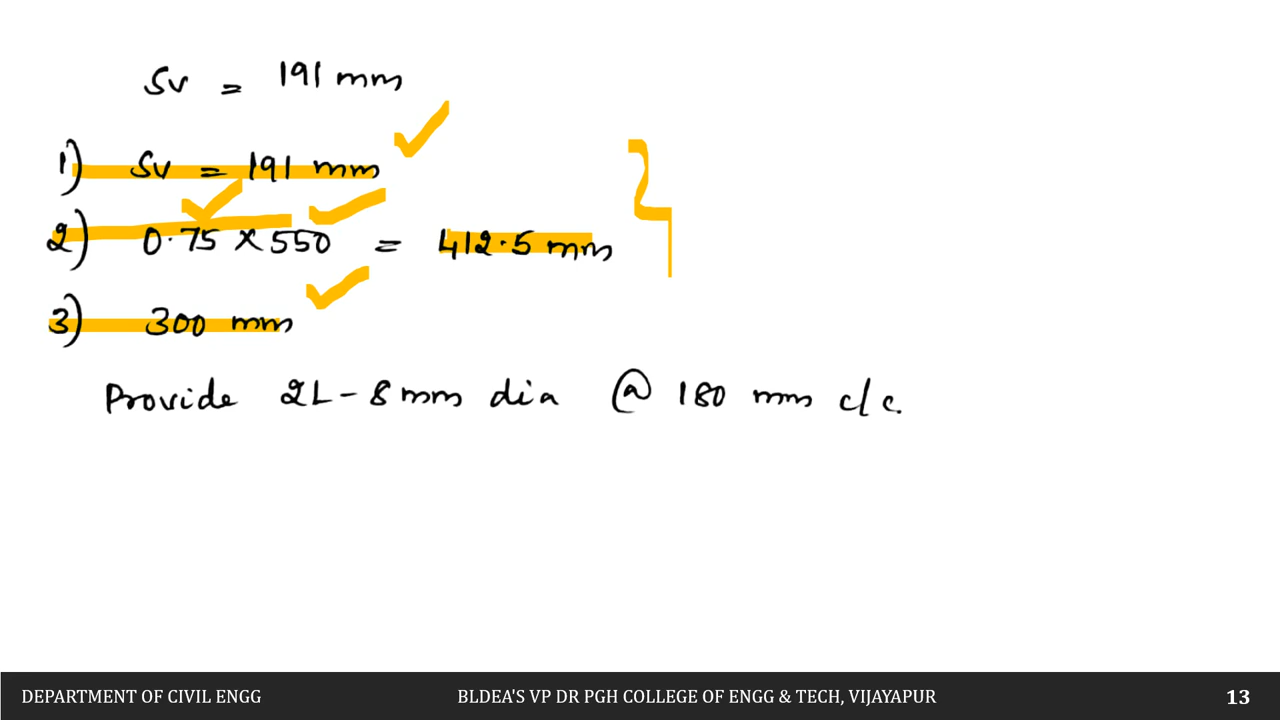 Sv = 191 mm
1) Sv = 191 mm
2) 0.75 × 550 = 412.5 mm
3) 300 mm
Provide 2L - 8 mm dia @ 180 mm c/c
DEPARTMENT OF CIVIL ENGG BLDEA'S VP DR PGH COLLEGE OF ENGG & TECH, VIJAYAPUR 13